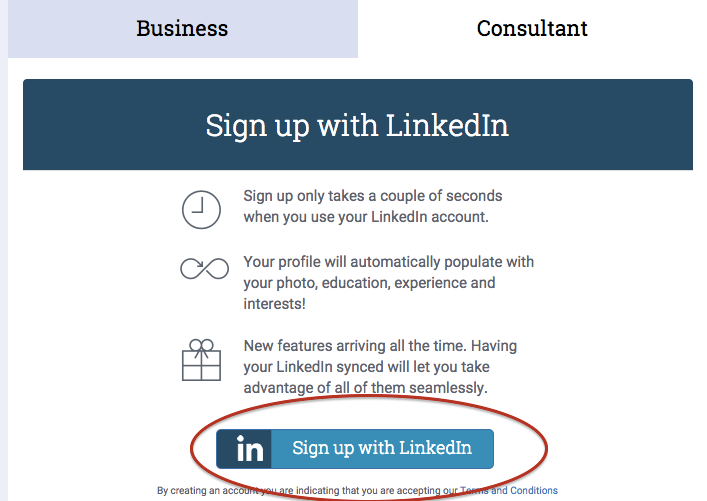 Business
Consultant
Sign up with LinkedIn
Sign up only takes a couple of seconds
when you use your LinkedIn account.
Your profile will automatically populate with
your photo, education, experience and
interests!
New features arriving all the time. Having
your LinkedIn synced will let you take
advantage of all of them seamlessly.
in Sign up with LinkedIn
By creating an account you are indicating that you are accepting our Terms and Conditions